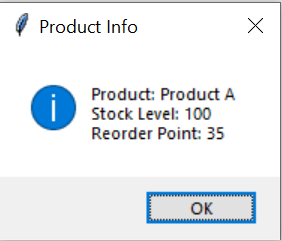 Product Info
Product: Product A
Stock Level: 100
Reorder Point: 35
OK